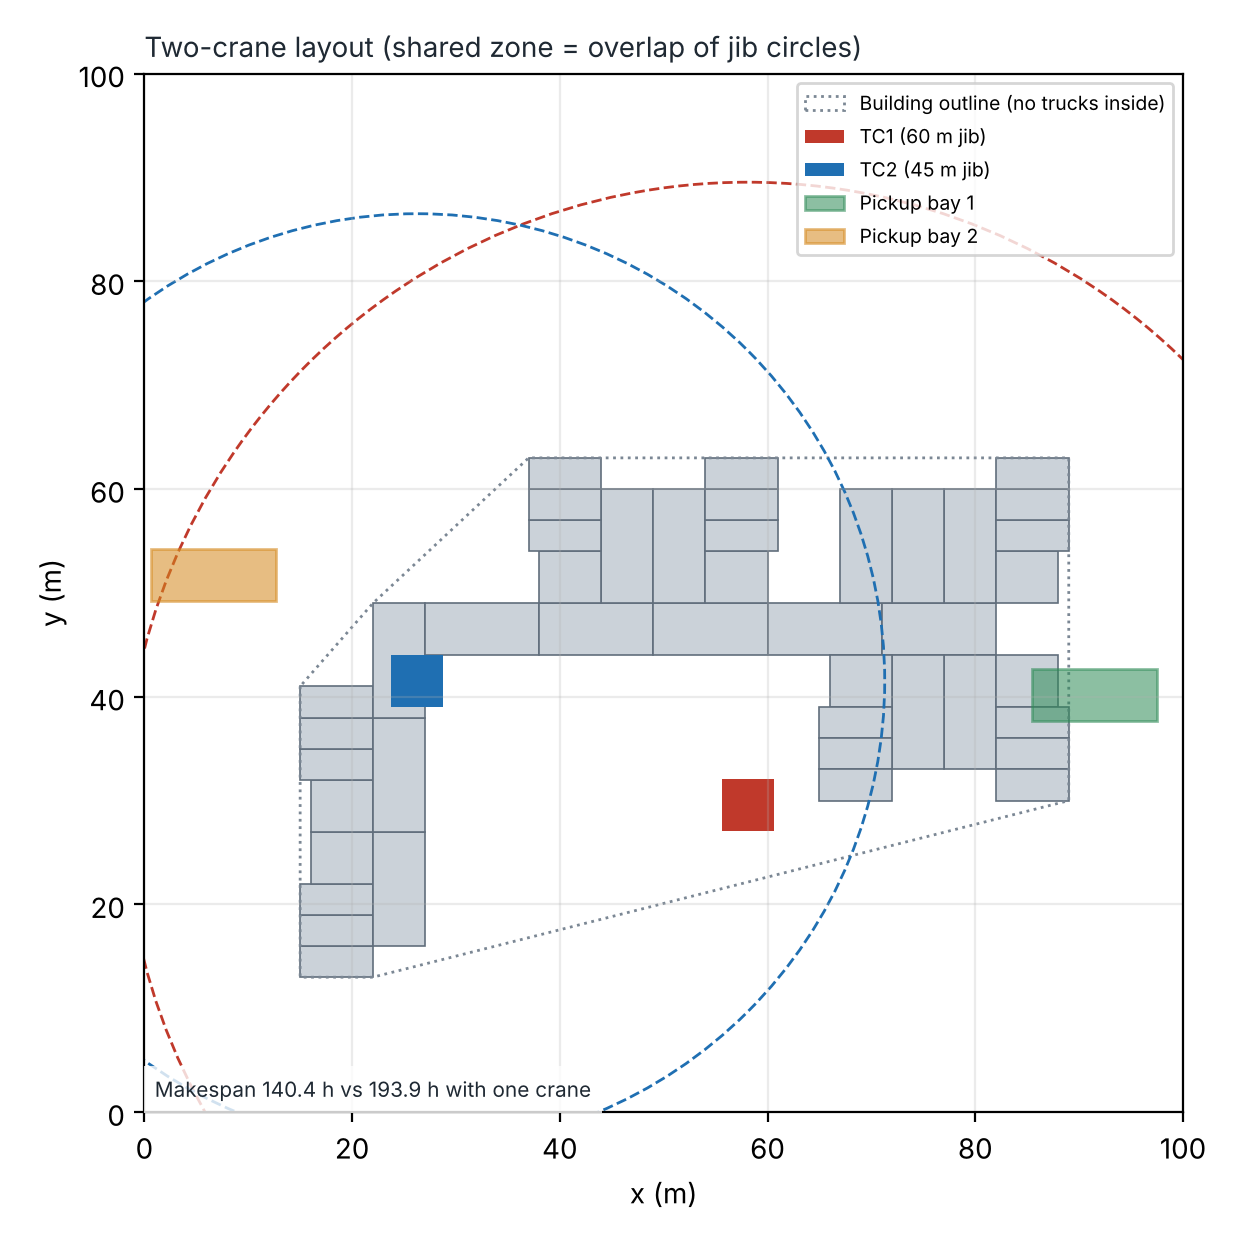 Two-crane layout (shared zone = overlap of jib circles)
100
80
60
40
20
0
y (m)
Building outline (no trucks inside)
TC1 (60 m jib)
TC2 (45 m jib)
Pickup bay 1
Pickup bay 2
Makespan 140.4 h vs 193.9 h with one crane
0 20 40 60 80 100
x (m)